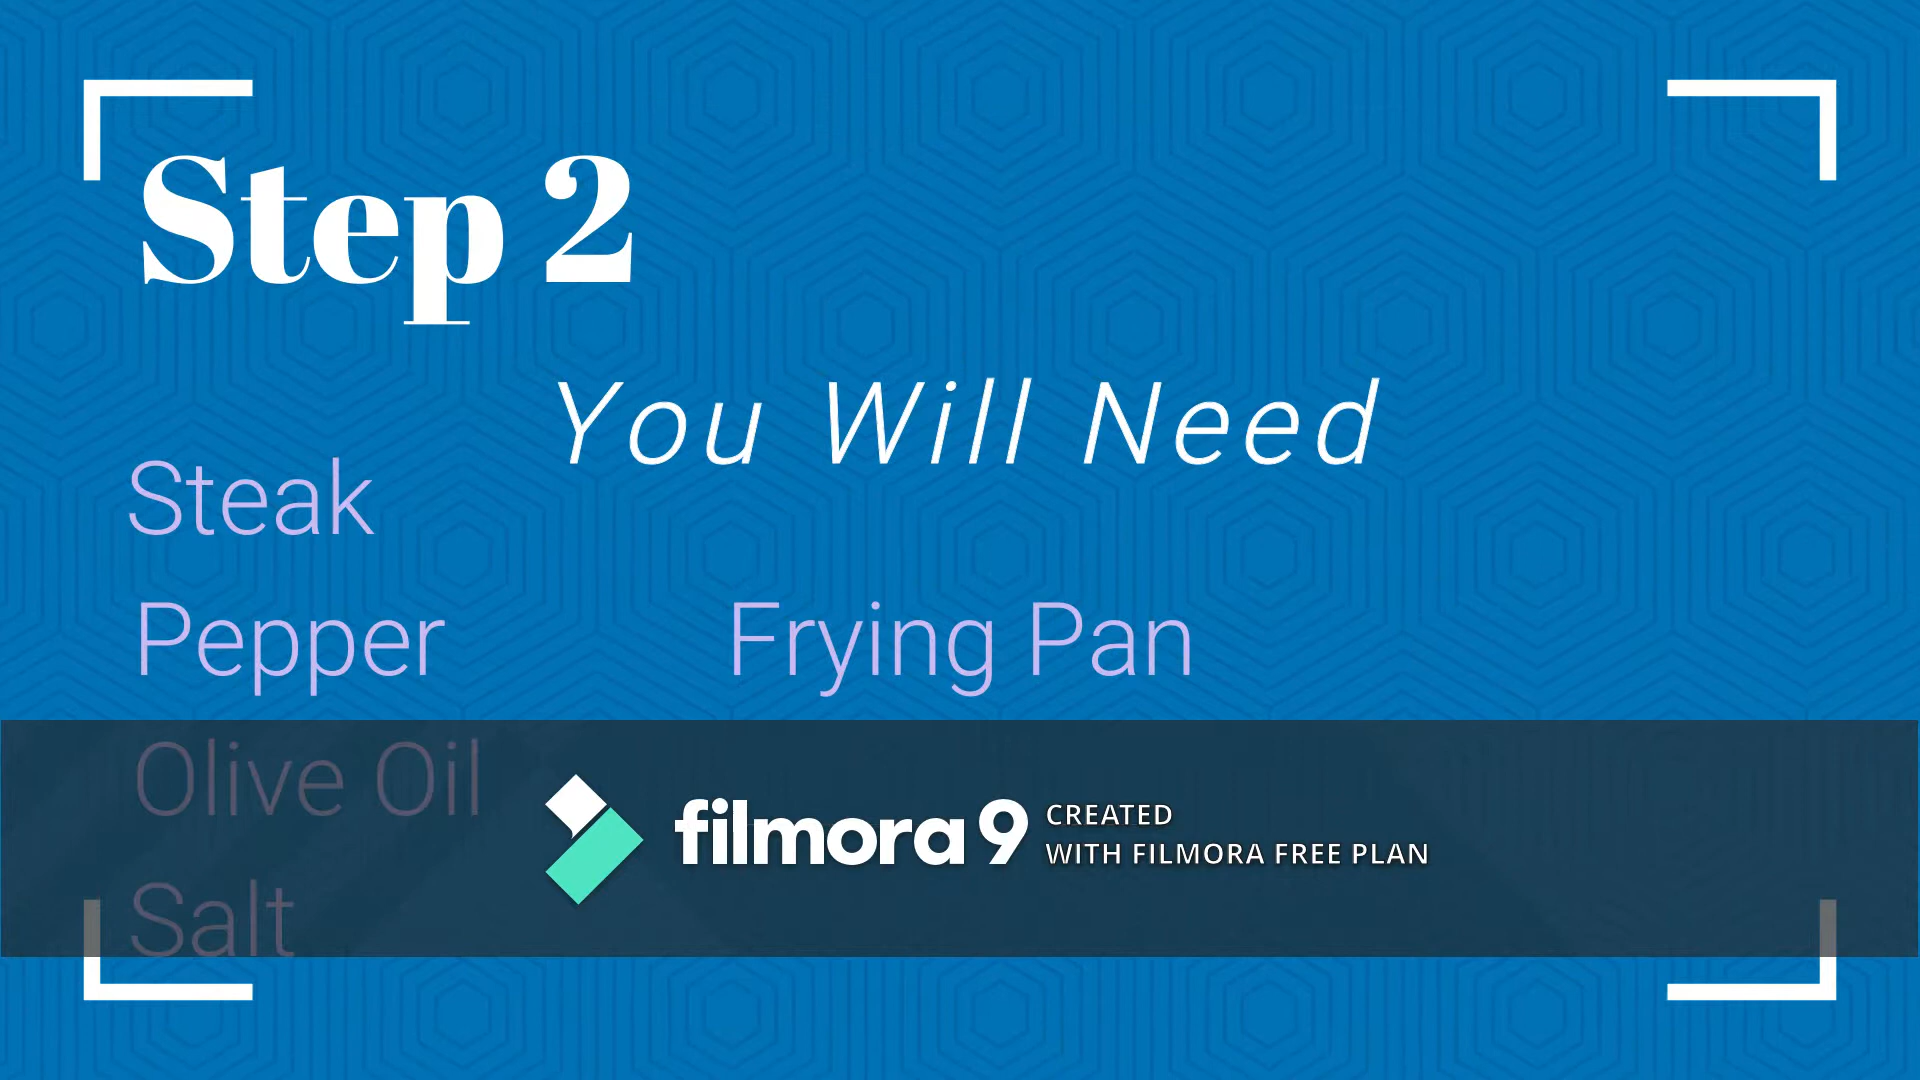 Step 2
You Will Need
Steak
Pepper
Frying Pan
Olive Oil
Salt
filmora 9
CREATED
WITH FILMORA FREE PLAN